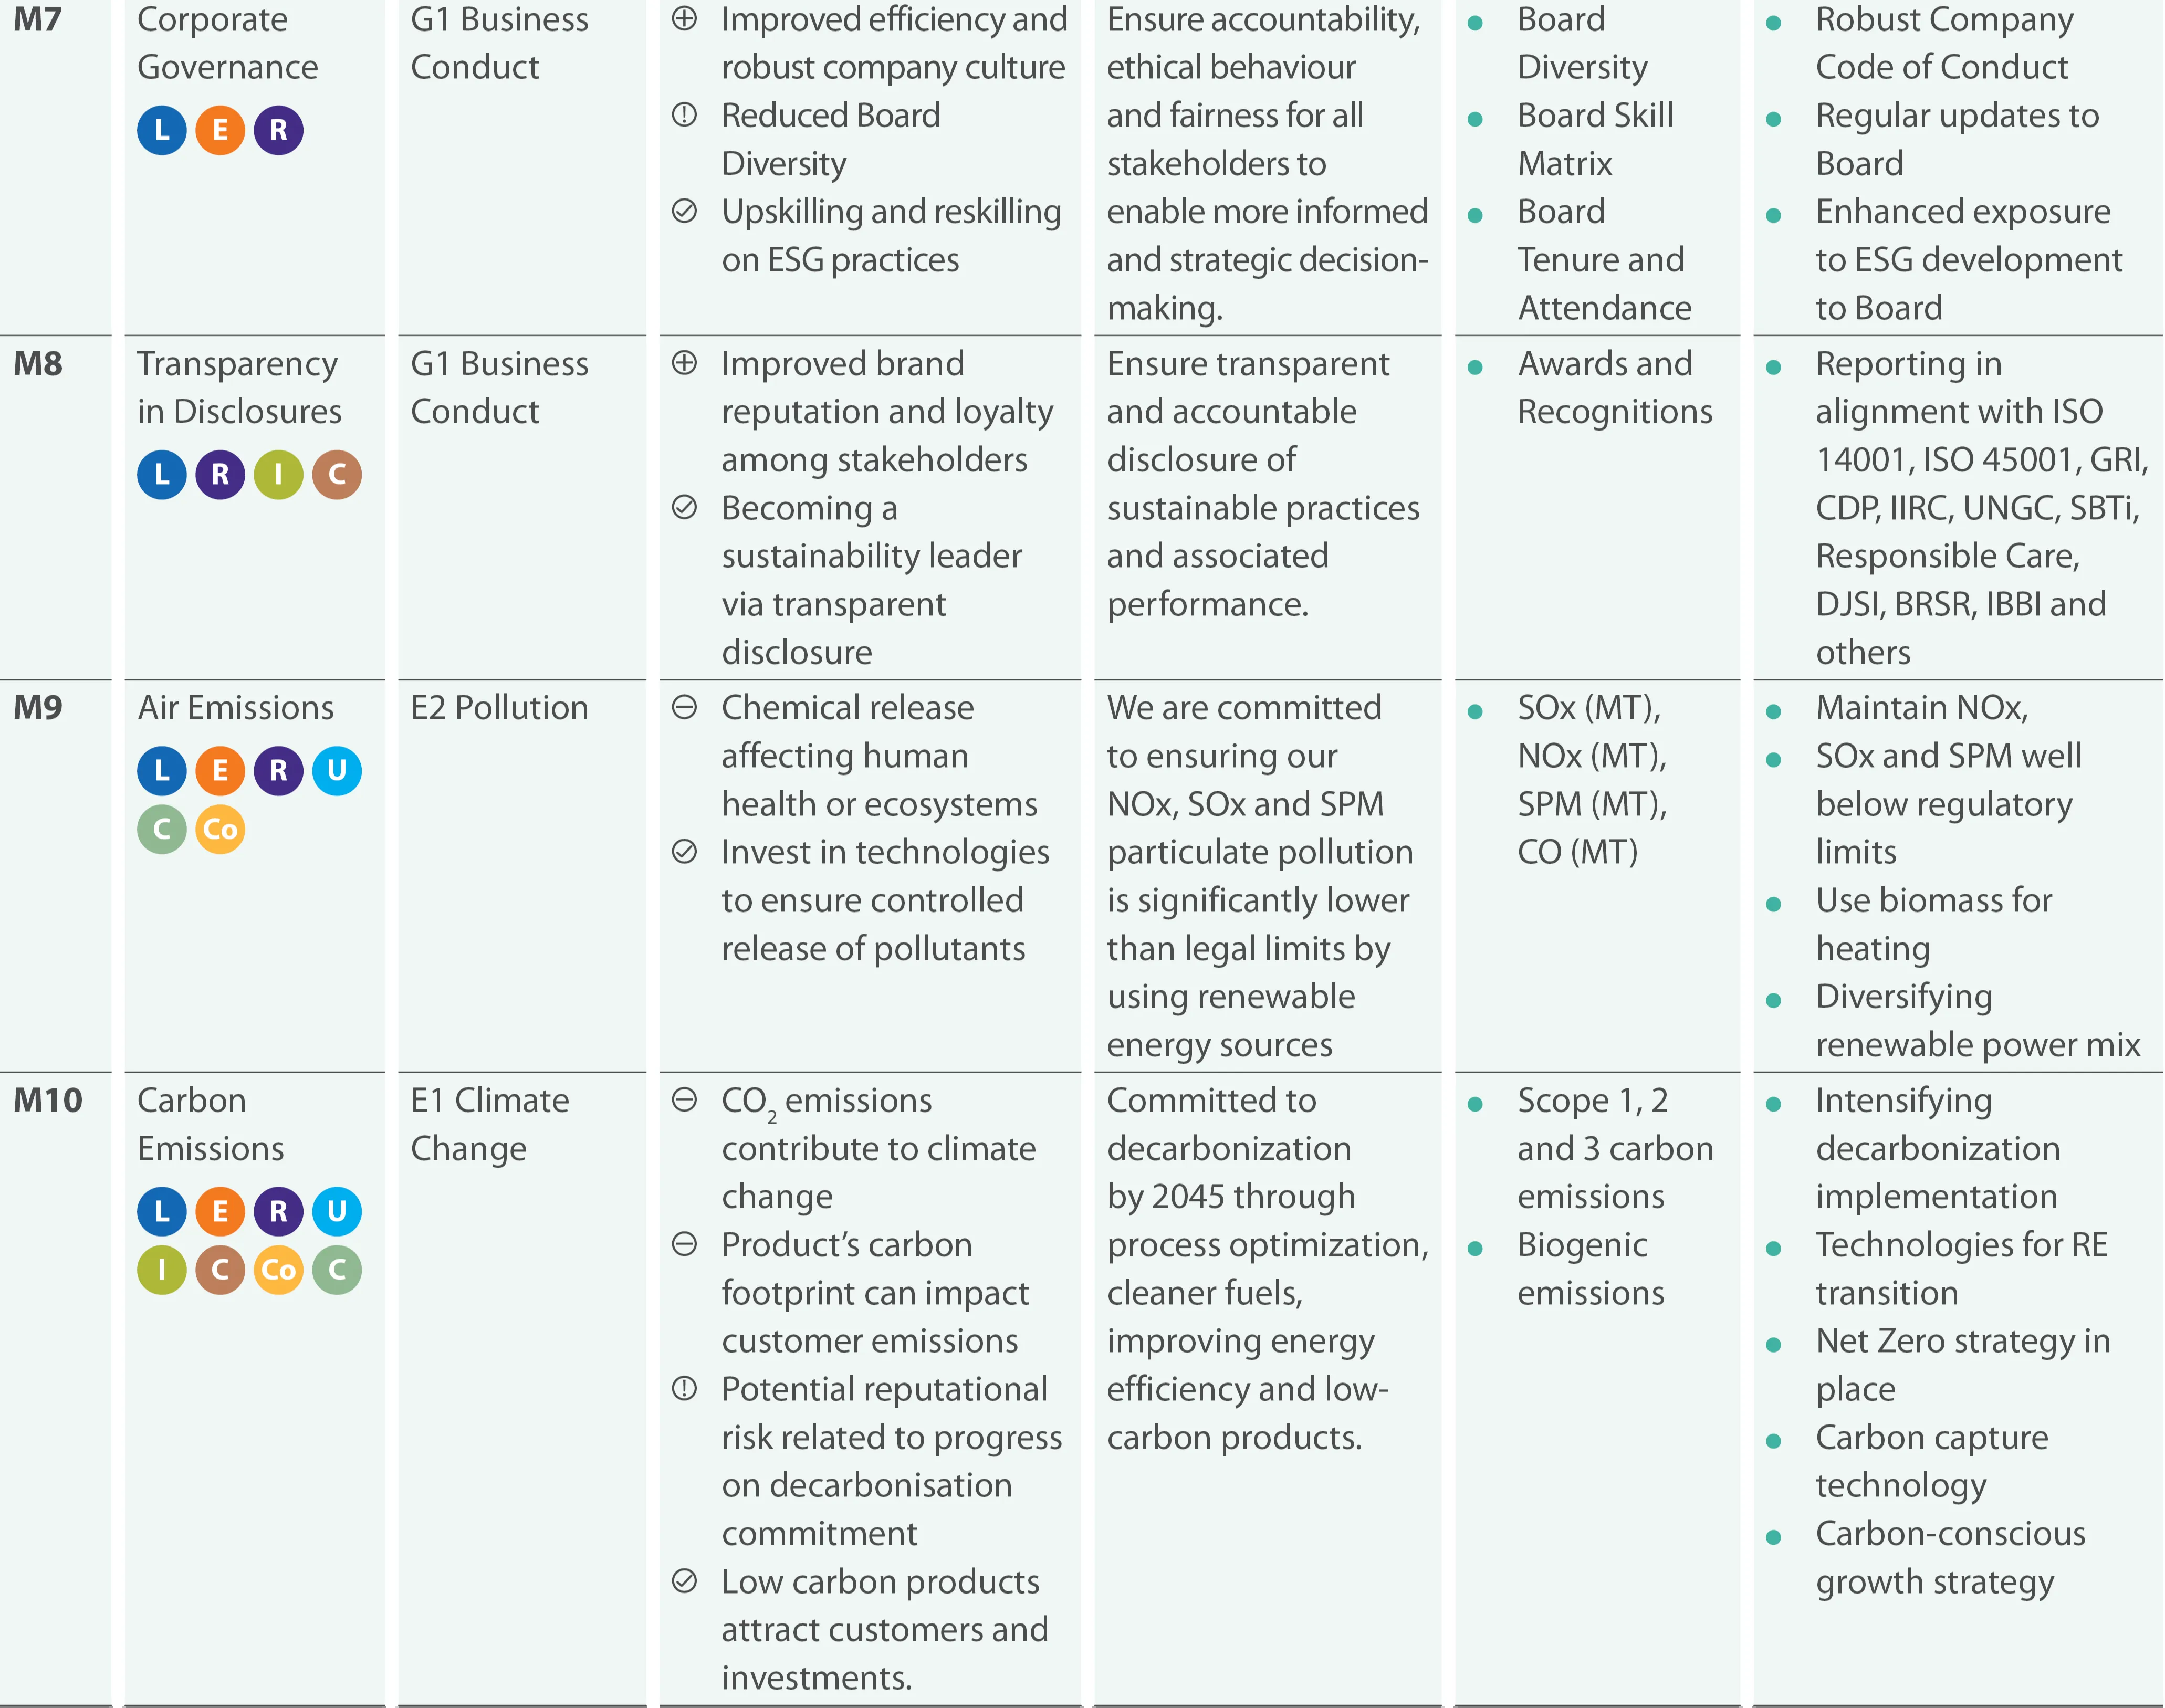 M7
Corporate
Governance
L E R
G1 Business
Conduct
Improved efficiency and
robust company culture
Reduced Board
Diversity
Upskilling and reskilling
on ESG practices
Ensure accountability,
ethical behaviour
and fairness for all
stakeholders to
enable more informed
and strategic decision-
making.
Board
Diversity
Board Skill
Matrix
Board
Tenure and
Attendance
Robust Company
Code of Conduct
Regular updates to
Board
Enhanced exposure
to ESG development
to Board
M8
Transparency
in Disclosures
L R I C
G1 Business
Conduct
Improved brand
reputation and loyalty
among stakeholders
Becoming a
sustainability leader
via transparent
disclosure
Ensure transparent
and accountable
disclosure of
sustainable practices
and associated
performance.
Awards and
Recognitions
Reporting in
alignment with ISO
14001, ISO 45001, GRI,
CDP, IIRC, UNGC, SBTi,
Responsible Care,
DJSI, BRSR, IBBI and
others
M9
Air Emissions
L E R U
C Co
E2 Pollution
Chemical release
affecting human
health or ecosystems
Invest in technologies
to ensure controlled
release of pollutants
We are committed
to ensuring our
NOx, SOx and SPM
particulate pollution
is significantly lower
than legal limits by
using renewable
energy sources
SOx (MT),
NOx (MT),
SPM (MT),
CO (MT)
Maintain NOx,
SOx and SPM well
below regulatory
limits
Use biomass for
heating
Diversifying
renewable power mix
M10
Carbon
Emissions
L E R U
I C Co C
E1 Climate
Change
CO₂ emissions
contribute to climate
change
Product’s carbon
footprint can impact
customer emissions
Potential reputational
risk related to progress
on decarbonisation
commitment
Low carbon products
attract customers and
investments.
Committed to
decarbonization
by 2045 through
process optimization,
cleaner fuels,
improving energy
efficiency and low-
carbon products.
Scope 1, 2
and 3 carbon
emissions
Biogenic
emissions
Intensifying
decarbonization
implementation
Technologies for RE
transition
Net Zero strategy in
place
Carbon capture
technology
Carbon-conscious
growth strategy